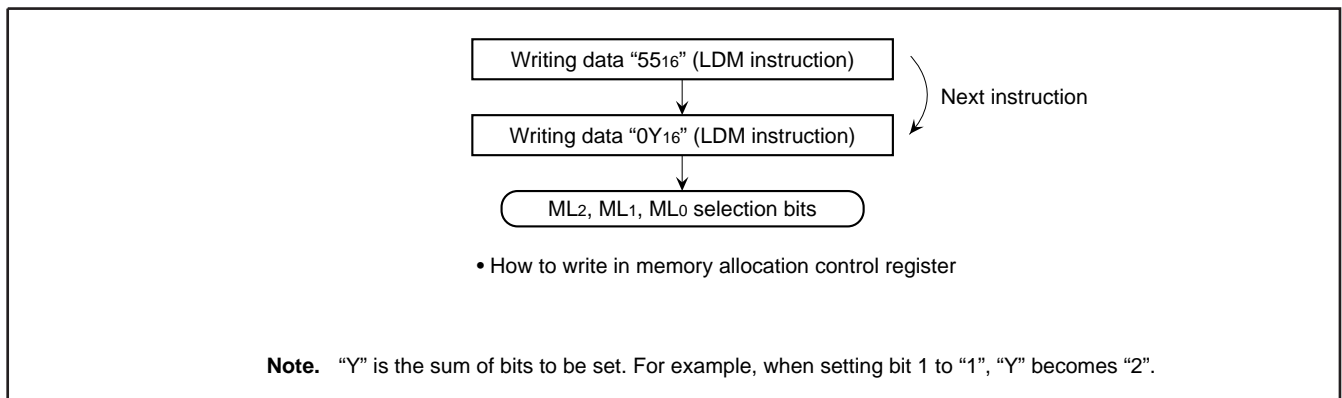 Writing data “5516” (LDM instruction)
Next instruction
Writing data “0Y16” (LDM instruction)
ML2, ML1, ML0 selection bits
• How to write in memory allocation control register
Note. “Y” is the sum of bits to be set. For example, when setting bit 1 to “1”, “Y” becomes “2”.